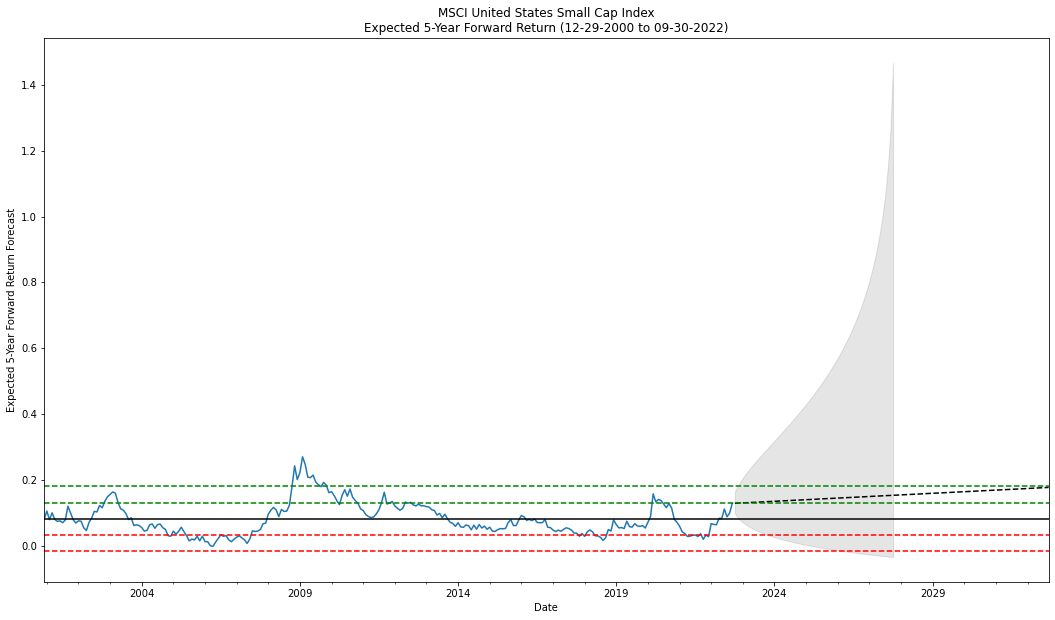 MSCI United States Small Cap Index
Expected 5-Year Forward Return (12-29-2000 to 09-30-2022)
Expected 5-Year Forward Return Forecast
1.4
1.2
1.0
0.8
0.6
0.4
0.2
0.0
2004 2009 2014 2019 2024 2029
Date